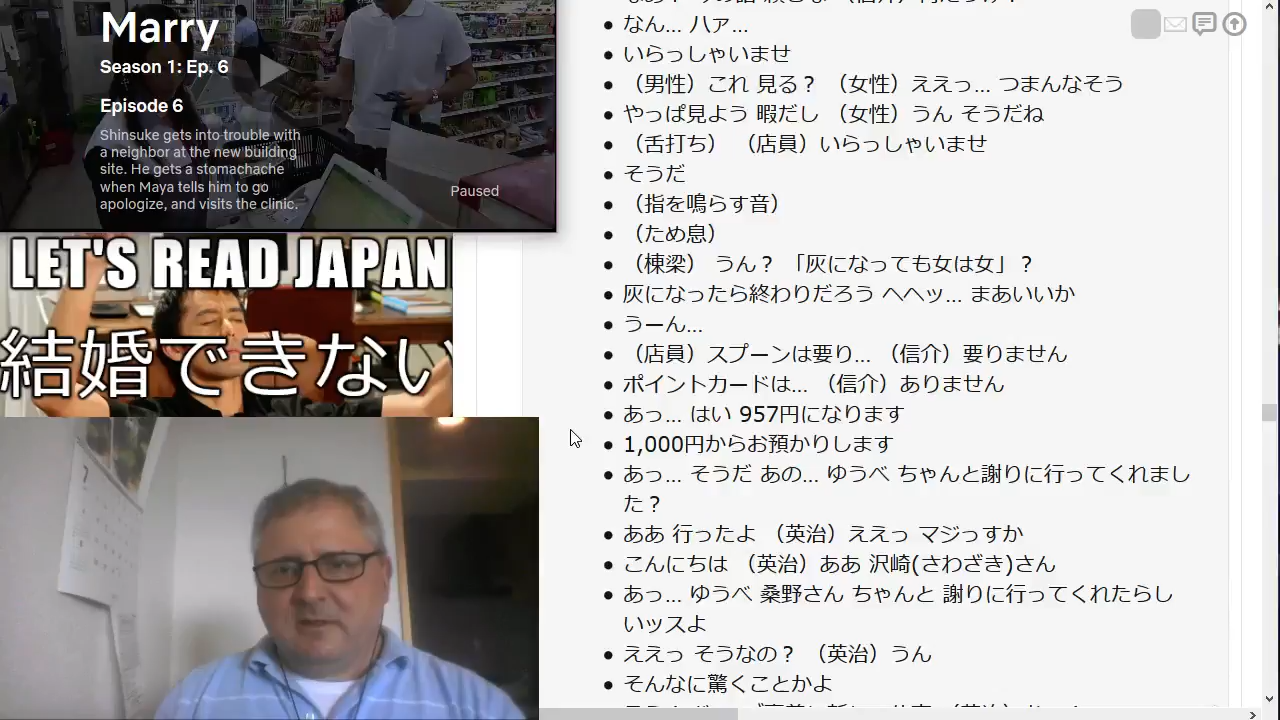 Marry
Season 1: Ep. 6
Episode 6
Shinsuke gets into trouble with
a neighbor at the new building
site. He gets a stomachache
when Maya tells him to go
apologize, and visits the clinic.
Paused
LET'S READ JAPAN
結婚できない
7
なん… ハァ…
いらっしゃいませ
（男性）これ 見る？ （女性）ええっ… つまんなそう
やっぱ見よう 暇だし （女性）うん そうだね
（舌打ち） （店員）いらっしゃいませ
そうだ
（指を鳴らす音）
（ため息）
（棟梁） うん？ 「灰になっても女は女」？
灰になったら終わりだろう ヘヘッ… まあいいか
うーん…
（店員）スプーンは要り… （信介）要りません
ポイントカードは… （信介）ありません
あっ… はい 957円になります
1,000円からお預かりします
あっ… そうだ あの… ゆうべ ちゃんと謝りに行ってくれまし
た？
ああ 行ったよ （英治）ええっ マジっすか
こんにちは （英治）ああ 沢崎(さわざき)さん
あっ… ゆうべ 桑野さん ちゃんと 謝りに行ってくれたらし
いッスよ
ええっ そうなの？ （英治）うん
そんなに驚くことかよ